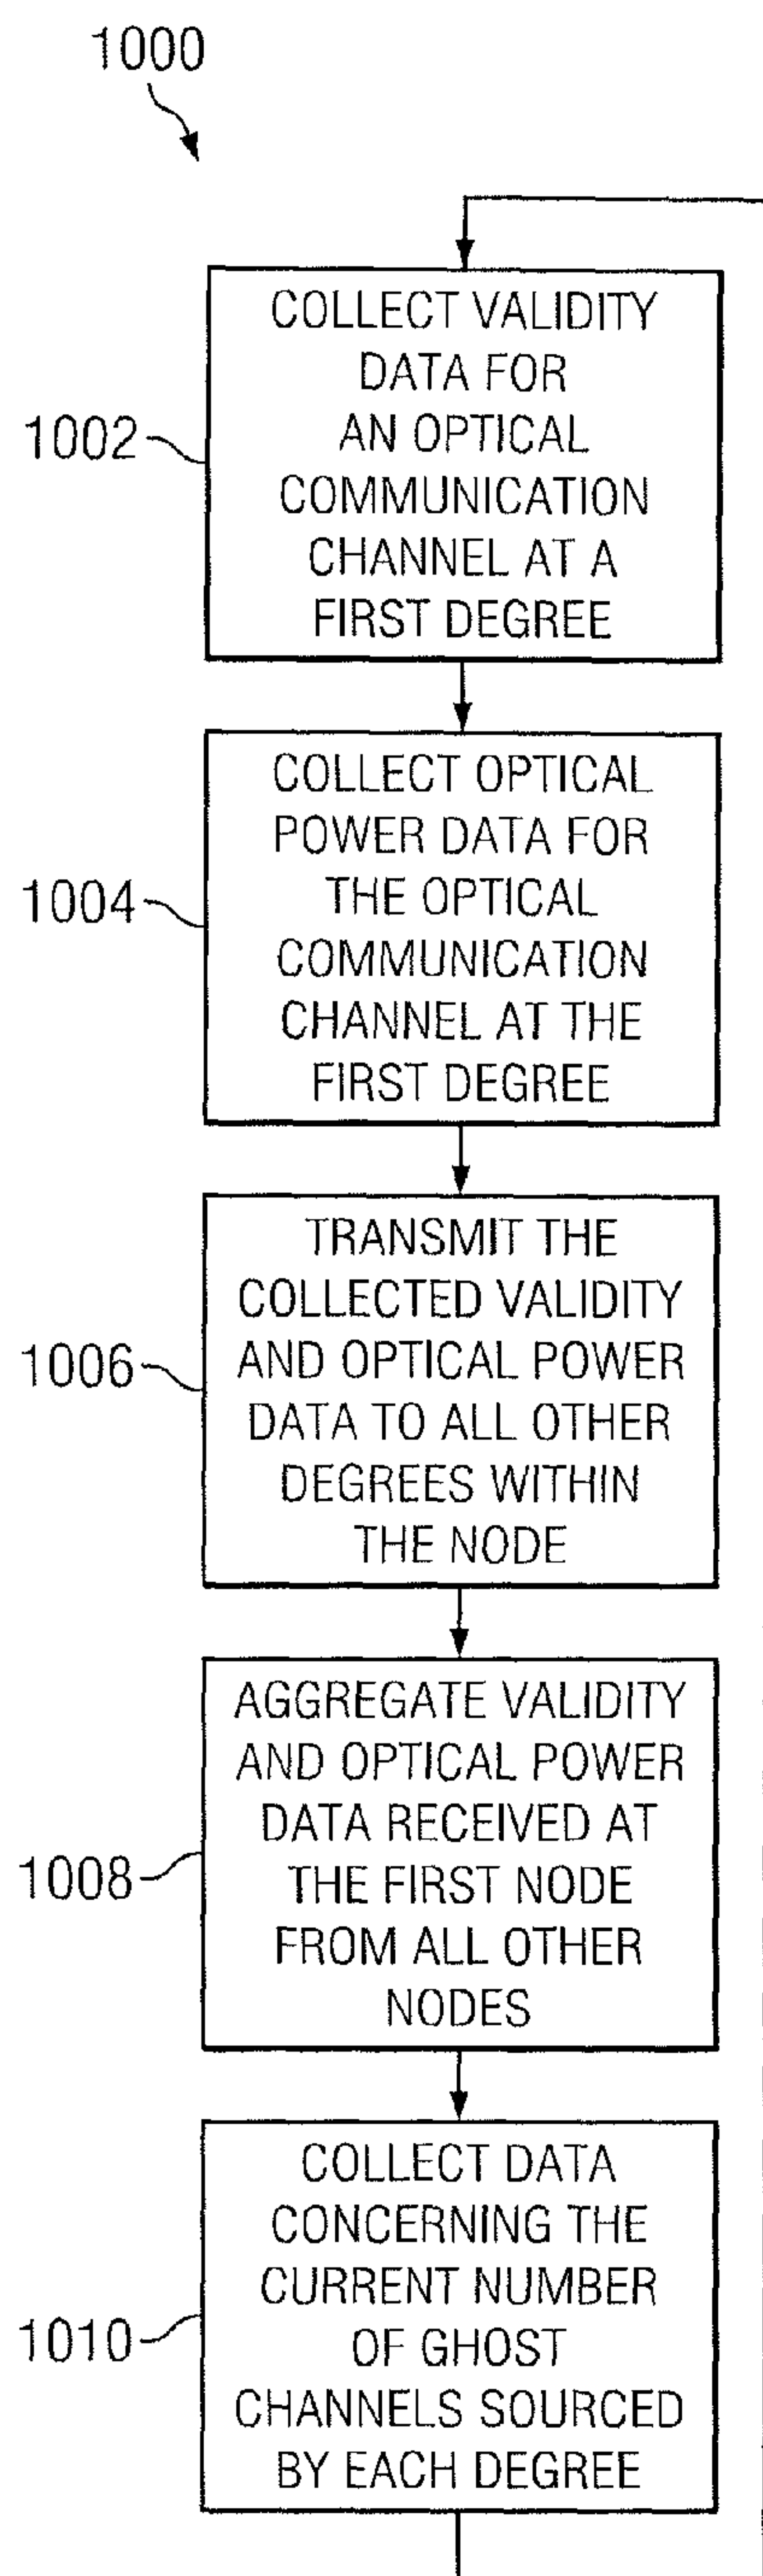 1000
COLLECT VALIDITY
DATA FOR
AN OPTICAL
COMMUNICATION
CHANNEL AT A
FIRST DEGREE
1002
COLLECT OPTICAL
POWER DATA FOR
THE OPTICAL
COMMUNICATION
CHANNEL AT THE
FIRST DEGREE
1004
TRANSMIT THE
COLLECTED VALIDITY
AND OPTICAL POWER
DATA TO ALL OTHER
DEGREES WITHIN
THE NODE
1006
AGGREGATE VALIDITY
AND OPTICAL POWER
DATA RECEIVED AT
THE FIRST NODE
FROM ALL OTHER
NODES
1008
COLLECT DATA
CONCERNING THE
CURRENT NUMBER
OF GHOST
CHANNELS SOURCED
BY EACH DEGREE
1010